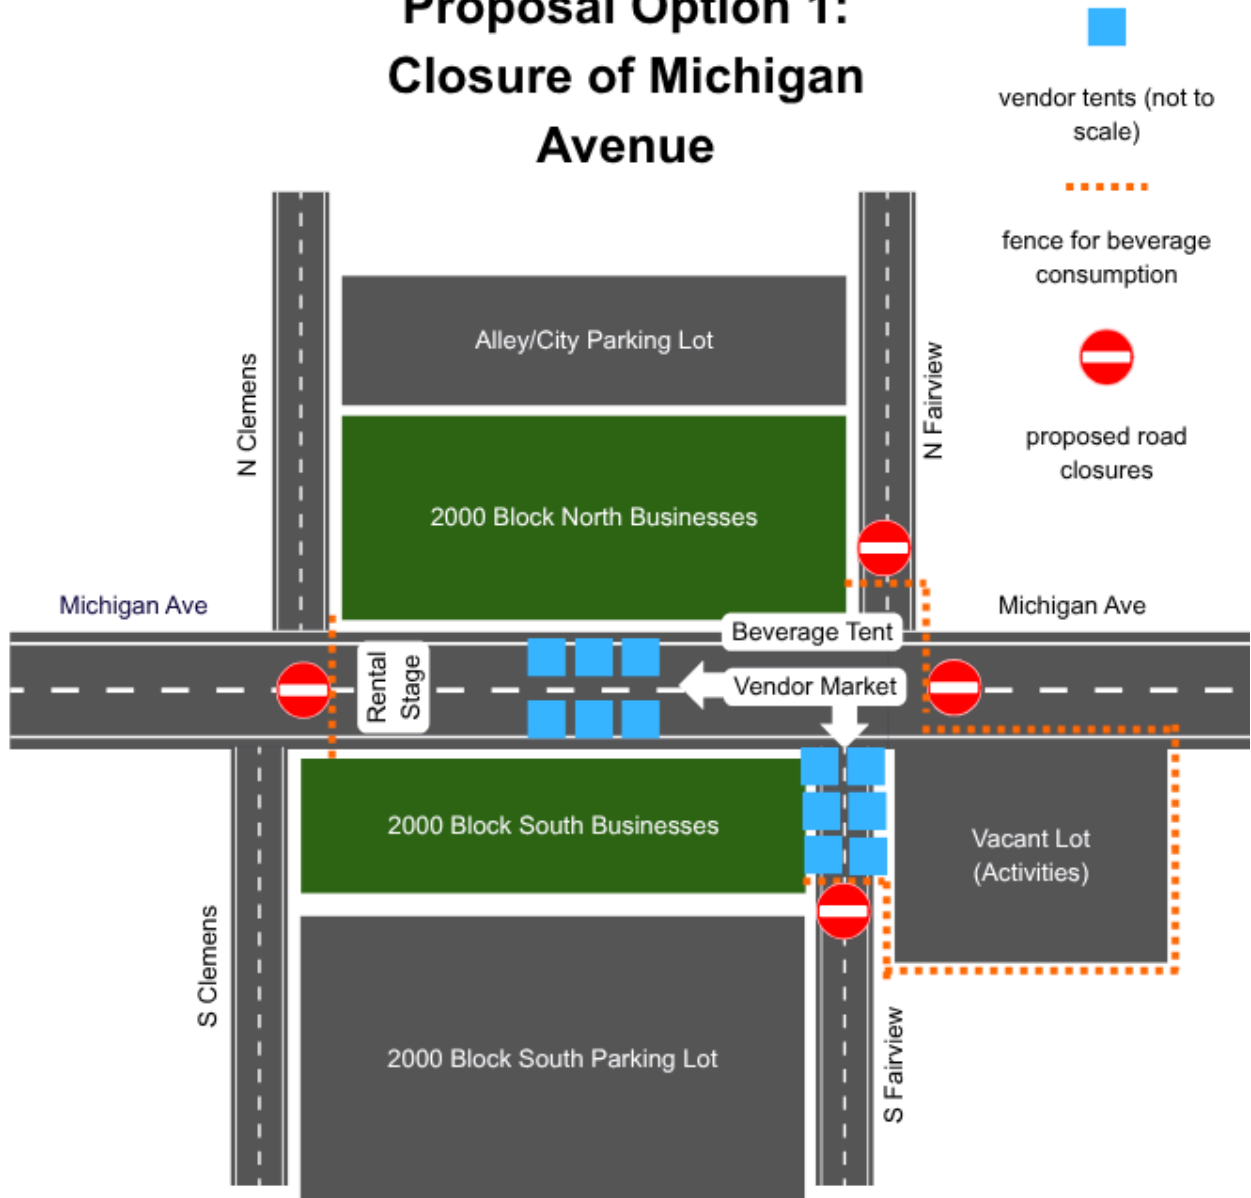 Proposal Option 1:
Closure of Michigan
Avenue
vendor tents (not to
scale)
fence for beverage
consumption
proposed road
closures
Alley/City Parking Lot
N Clemens
N Fairview
2000 Block North Businesses
Michigan Ave
Michigan Ave
Beverage Tent
Rental
Stage
Vendor Market
2000 Block South Businesses
Vacant Lot
(Activities)
S Clemens
2000 Block South Parking Lot
S Fairview